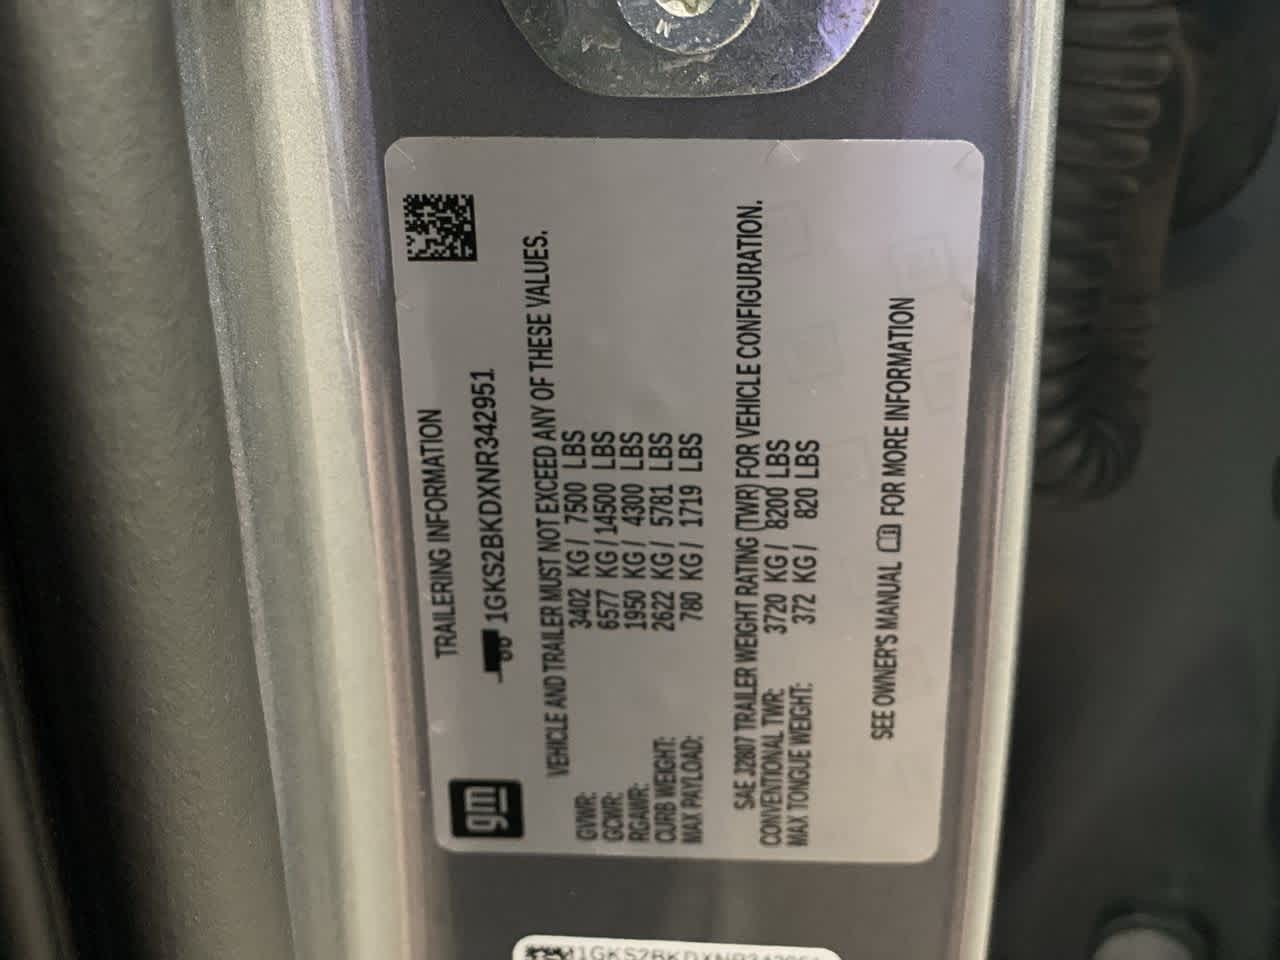 gm
TRAILERING INFORMATION
1GKS2BKDXNR342951
VEHICLE AND TRAILER MUST NOT EXCEED ANY OF THESE VALUES.
GVWR: 3402 KG / 7500 LBS
GCWR: 6577 KG / 14500 LBS
RGAWR: 1950 KG / 4300 LBS
CURB WEIGHT: 2622 KG / 5781 LBS
MAX PAYLOAD: 780 KG / 1719 LBS
SAE J2807 TRAILER WEIGHT RATING (TWR) FOR VEHICLE CONFIGURATION.
CONVENTIONAL TWR: 3720 KG / 8200 LBS
MAX TONGUE WEIGHT: 372 KG / 820 LBS
SEE OWNER'S MANUAL FOR MORE INFORMATION
1GKS2BKDXNR342951